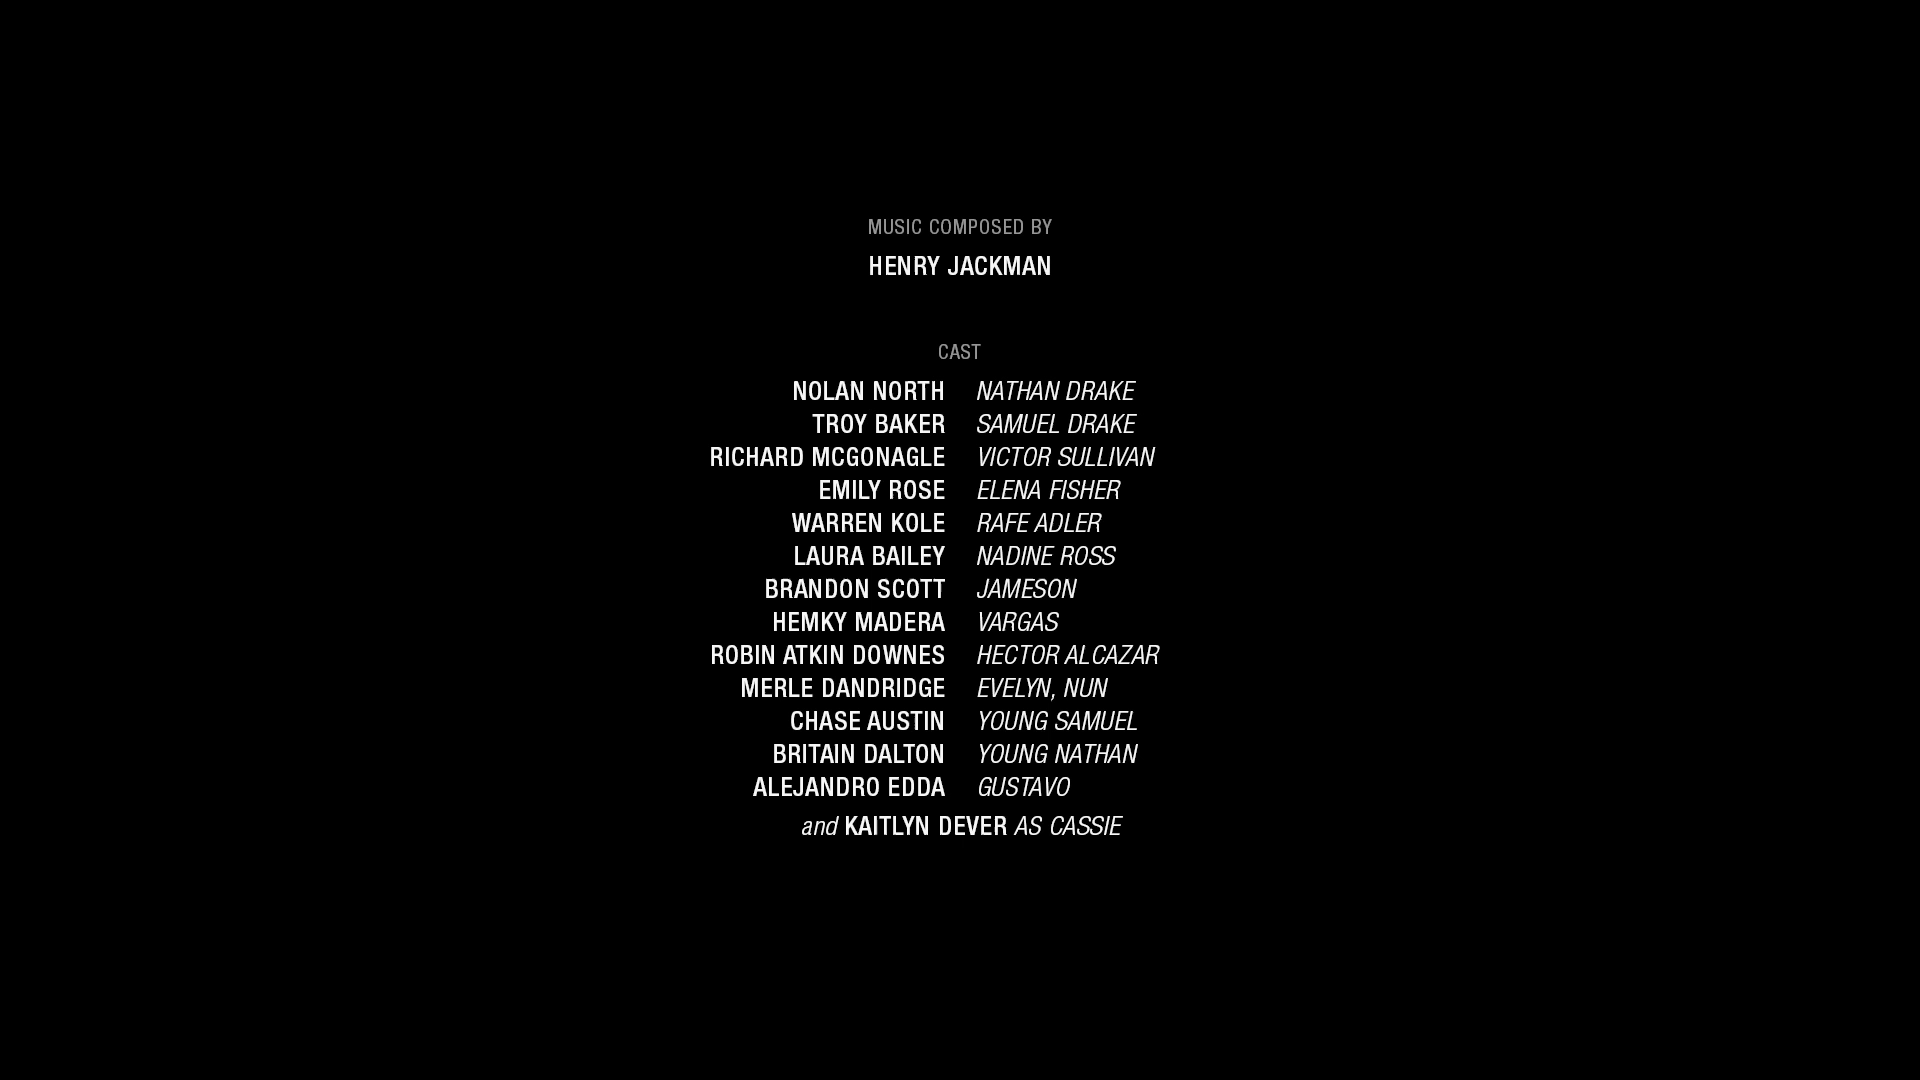 MUSIC COMPOSED BY
HENRY JACKMAN
CAST
NOLAN NORTH NATHAN DRAKE
TROY BAKER SAMUEL DRAKE
RICHARD MCGONAGLE VICTOR SULLIVAN
EMILY ROSE ELENA FISHER
WARREN KOLE RAFE ADLER
LAURA BAILEY NADINE ROSS
BRANDON SCOTT JAMESON
HEMKY MADERA VARGAS
ROBIN ATKIN DOWNES HECTOR ALCAZAR
MERLE DANDRIDGE EVELYN, NUN
CHASE AUSTIN YOUNG SAMUEL
BRITAIN DALTON YOUNG NATHAN
ALEJANDRO EDDA GUSTAVO
and KAITLYN DEVER AS CASSIE